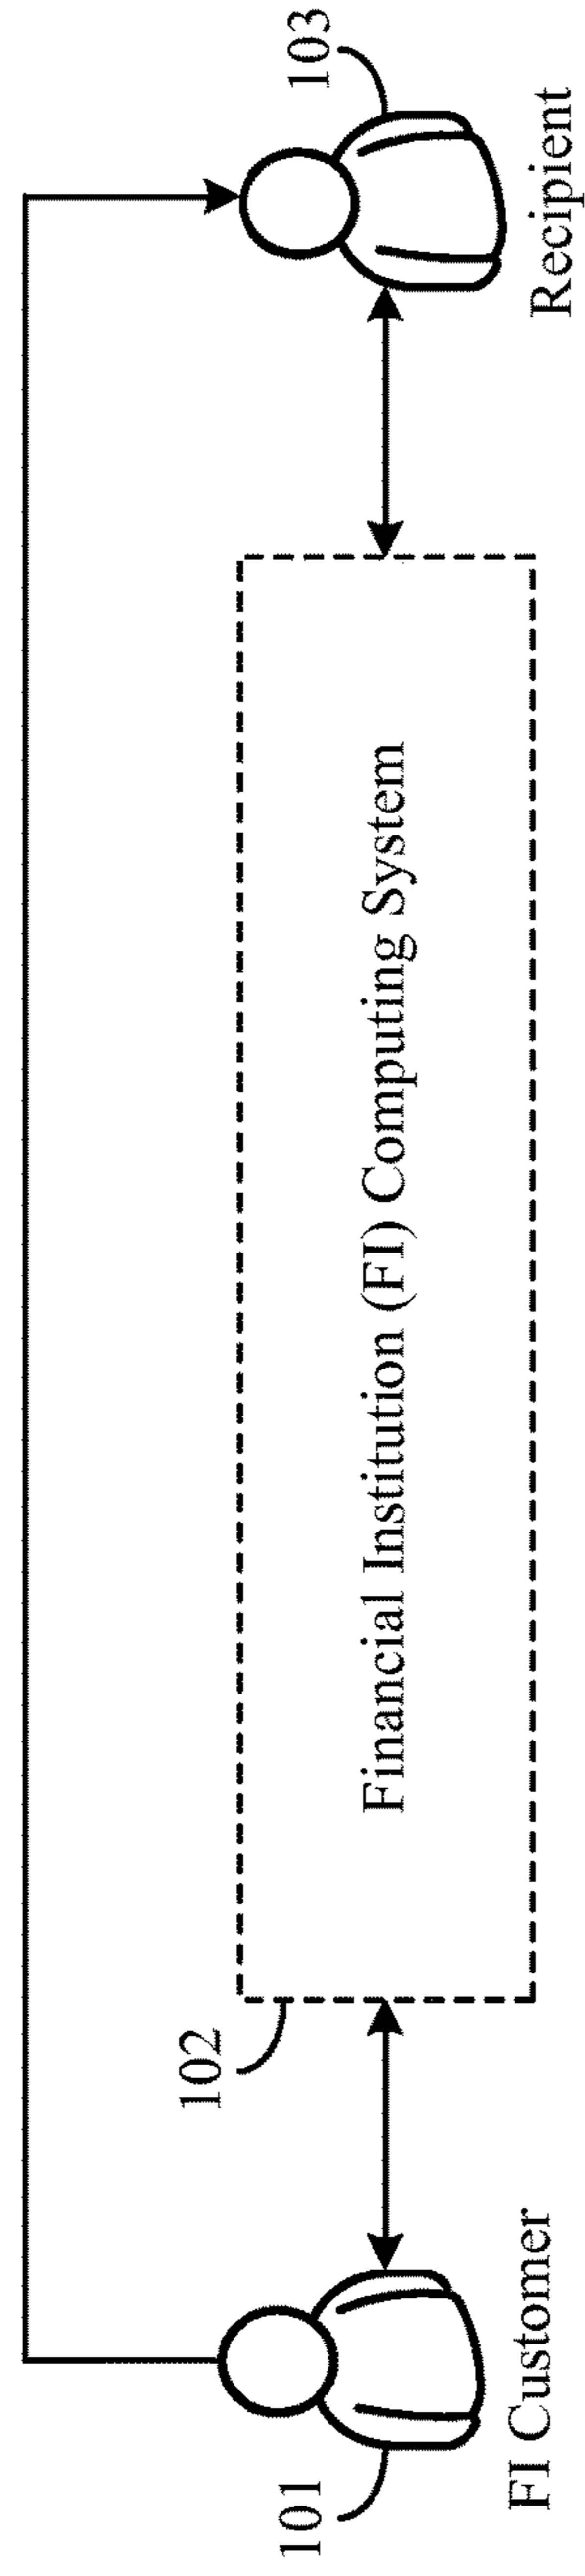 101
FI Customer
102
Financial Institution (FI) Computing System
103
Recipient